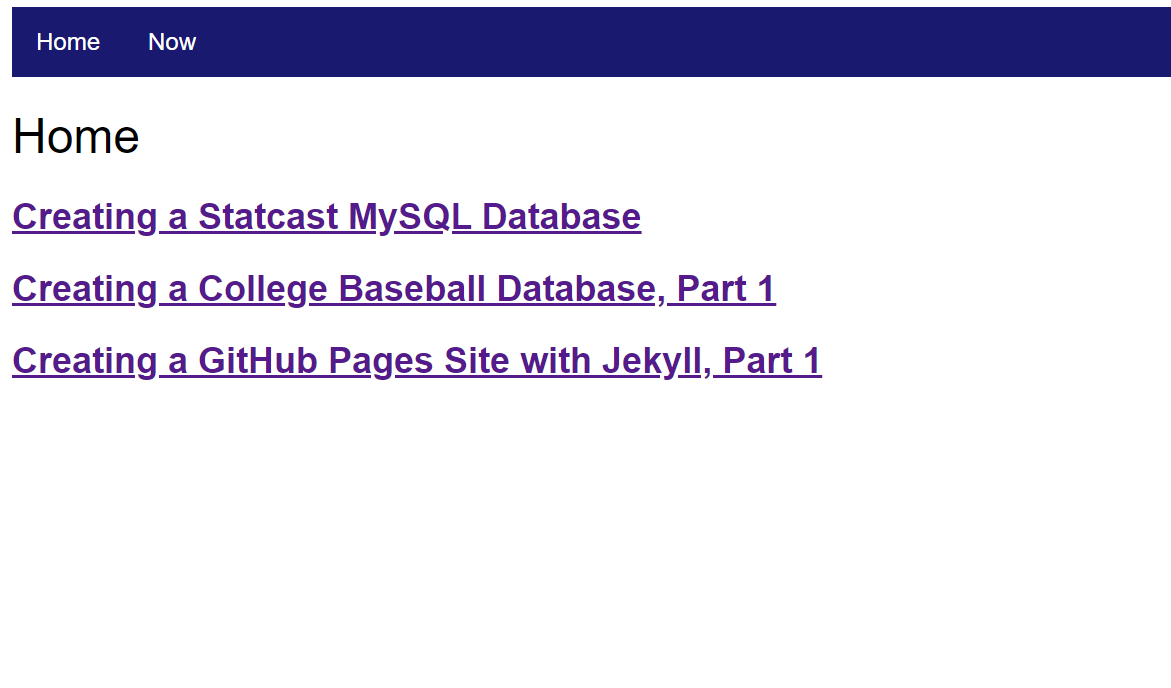 Home Now
Home
Creating a Statcast MySQL Database
Creating a College Baseball Database, Part 1
Creating a GitHub Pages Site with Jekyll, Part 1